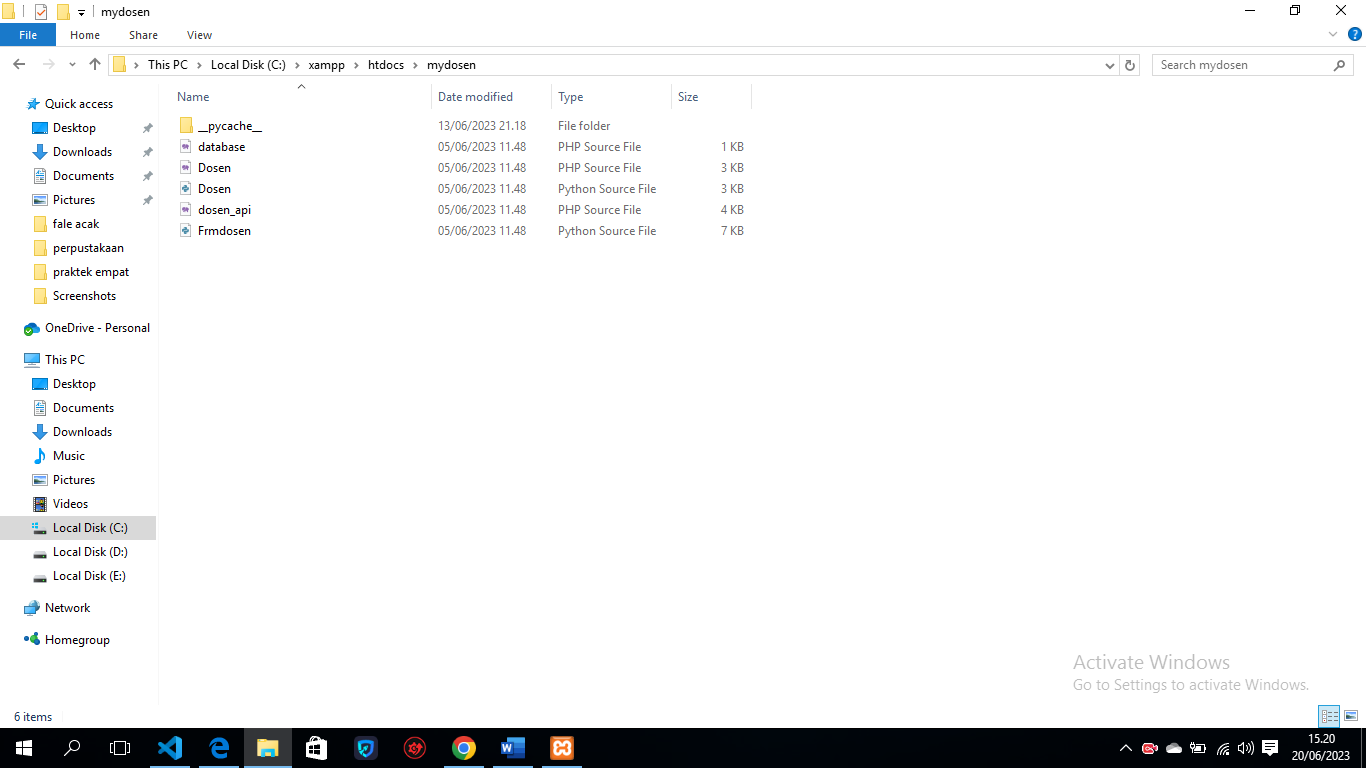 mydosen
File Home Share View
This PC Local Disk (C:) xampp htdocs mydosen
Search mydosen
Name Date modified Type Size
__pycache__ 13/06/2023 21.18 File folder
database 05/06/2023 11.48 PHP Source File 1 KB
Dosen 05/06/2023 11.48 PHP Source File 3 KB
Dosen 05/06/2023 11.48 Python Source File 3 KB
dosen_api 05/06/2023 11.48 PHP Source File 4 KB
Frmdosen 05/06/2023 11.48 Python Source File 7 KB
Quick access
Desktop
Downloads
Documents
Pictures
fale acak
perpustakaan
praktek empat
Screenshots
OneDrive - Personal
This PC
Desktop
Documents
Downloads
Music
Pictures
Videos
Local Disk (C:)
Local Disk (D:)
Local Disk (E:)
Network
Homegroup
Activate Windows
Go to Settings to activate Windows.
6 items
15.20
20/06/2023